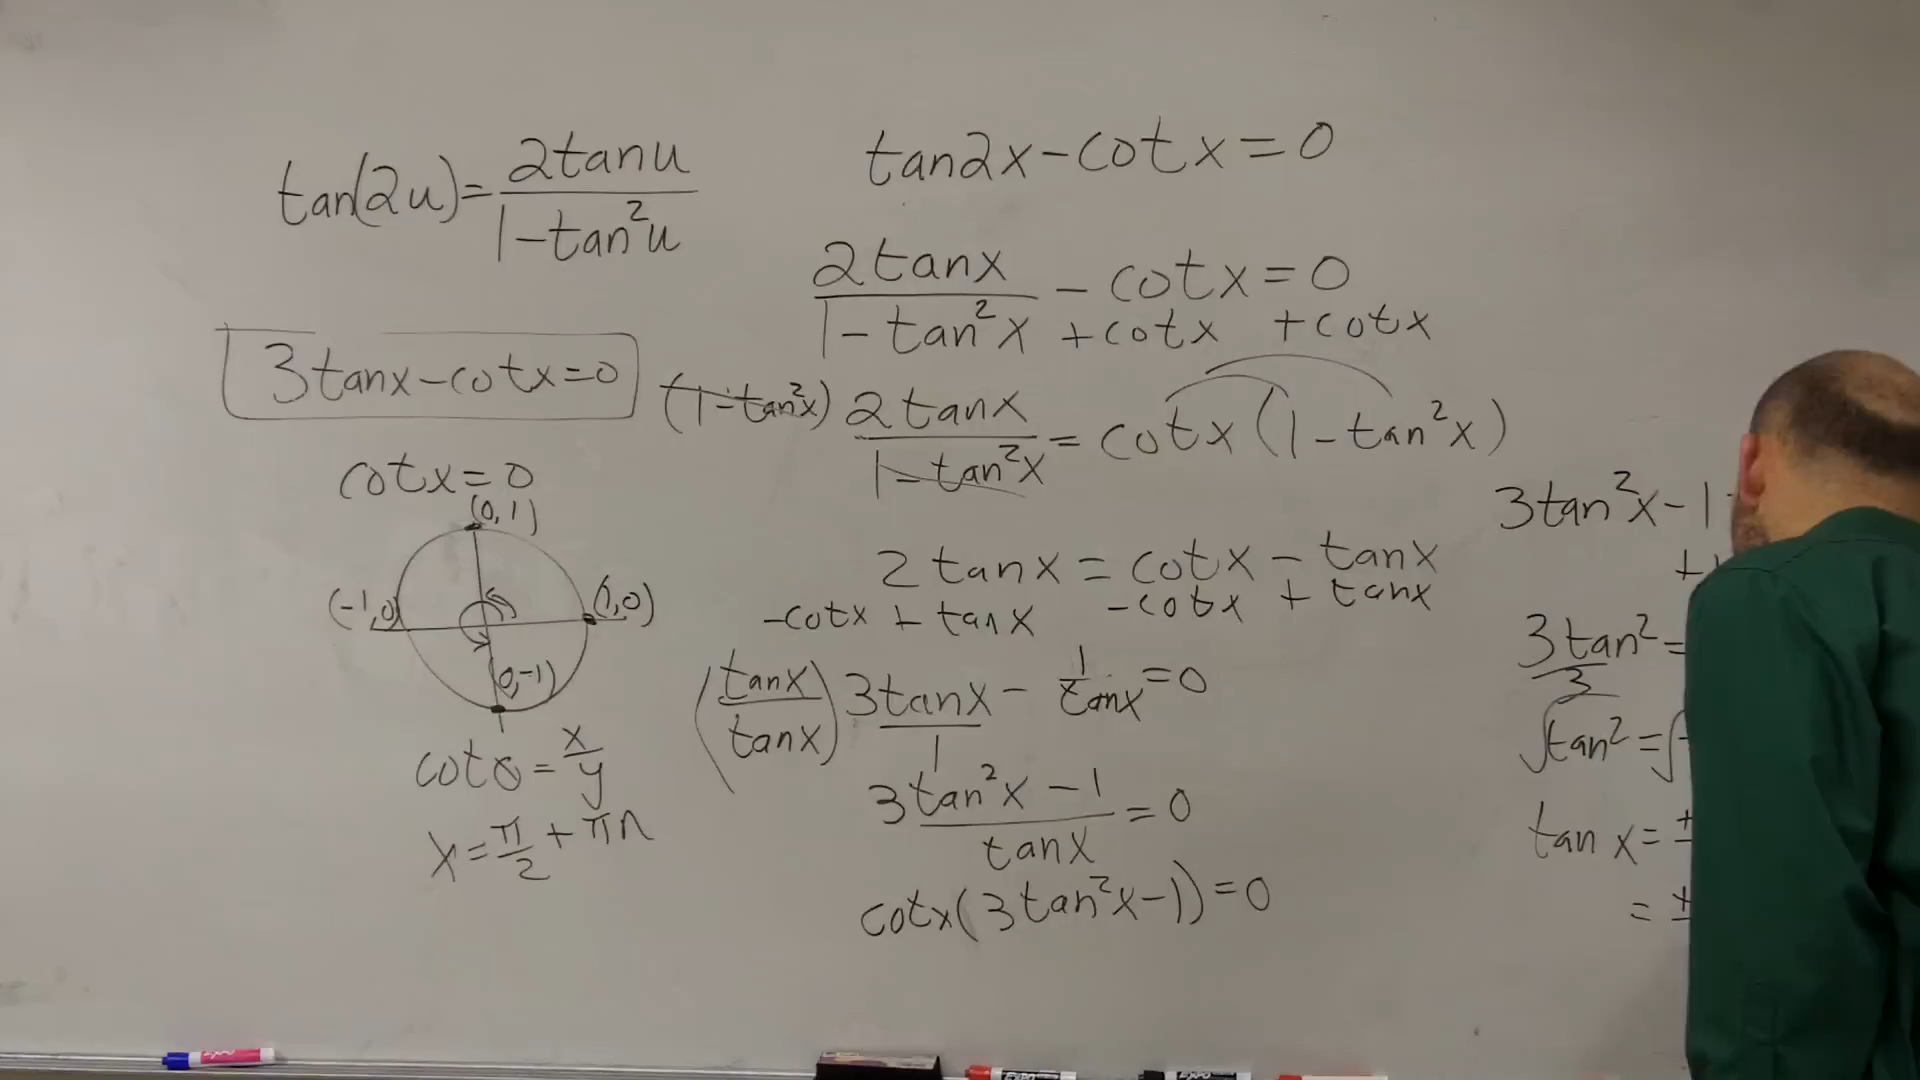 tan(2u)= 2tanu / 1-tan²u
3tanx-cotx=0
cotx=0
(0,1)
(-1,0)
(1,0)
(0,-1)
cotθ= x/y
x= π/2 + πn
tan2x-cotx=0
2tanx / 1-tan²x - cotx=0
+cotx +cotx
(1-tan²x) 2tanx / 1-tan²x = cotx(1-tan²x)
2tanx = cotx - tanx
-cotx + tanx -cotx + tanx
(tanx / tanx) 3tanx / 1 - 1 / tanx =0
3tan²x -1 / tanx =0
cotx(3tan²x-1)=0
3tan²x-1
+
3tan²=
3
√tan²=√
tan x=±
=±
EXPO